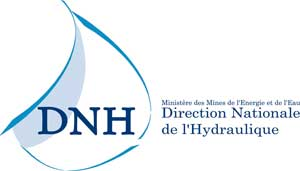 DNH
Ministère des Mines de l'Energie et de l'Eau
Direction Nationale
de l'Hydraulique